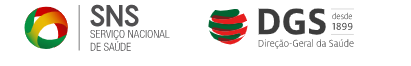 SNS
SERVIÇO NACIONAL
DE SAÚDE
DGS desde
1899
Direção-Geral da Saúde